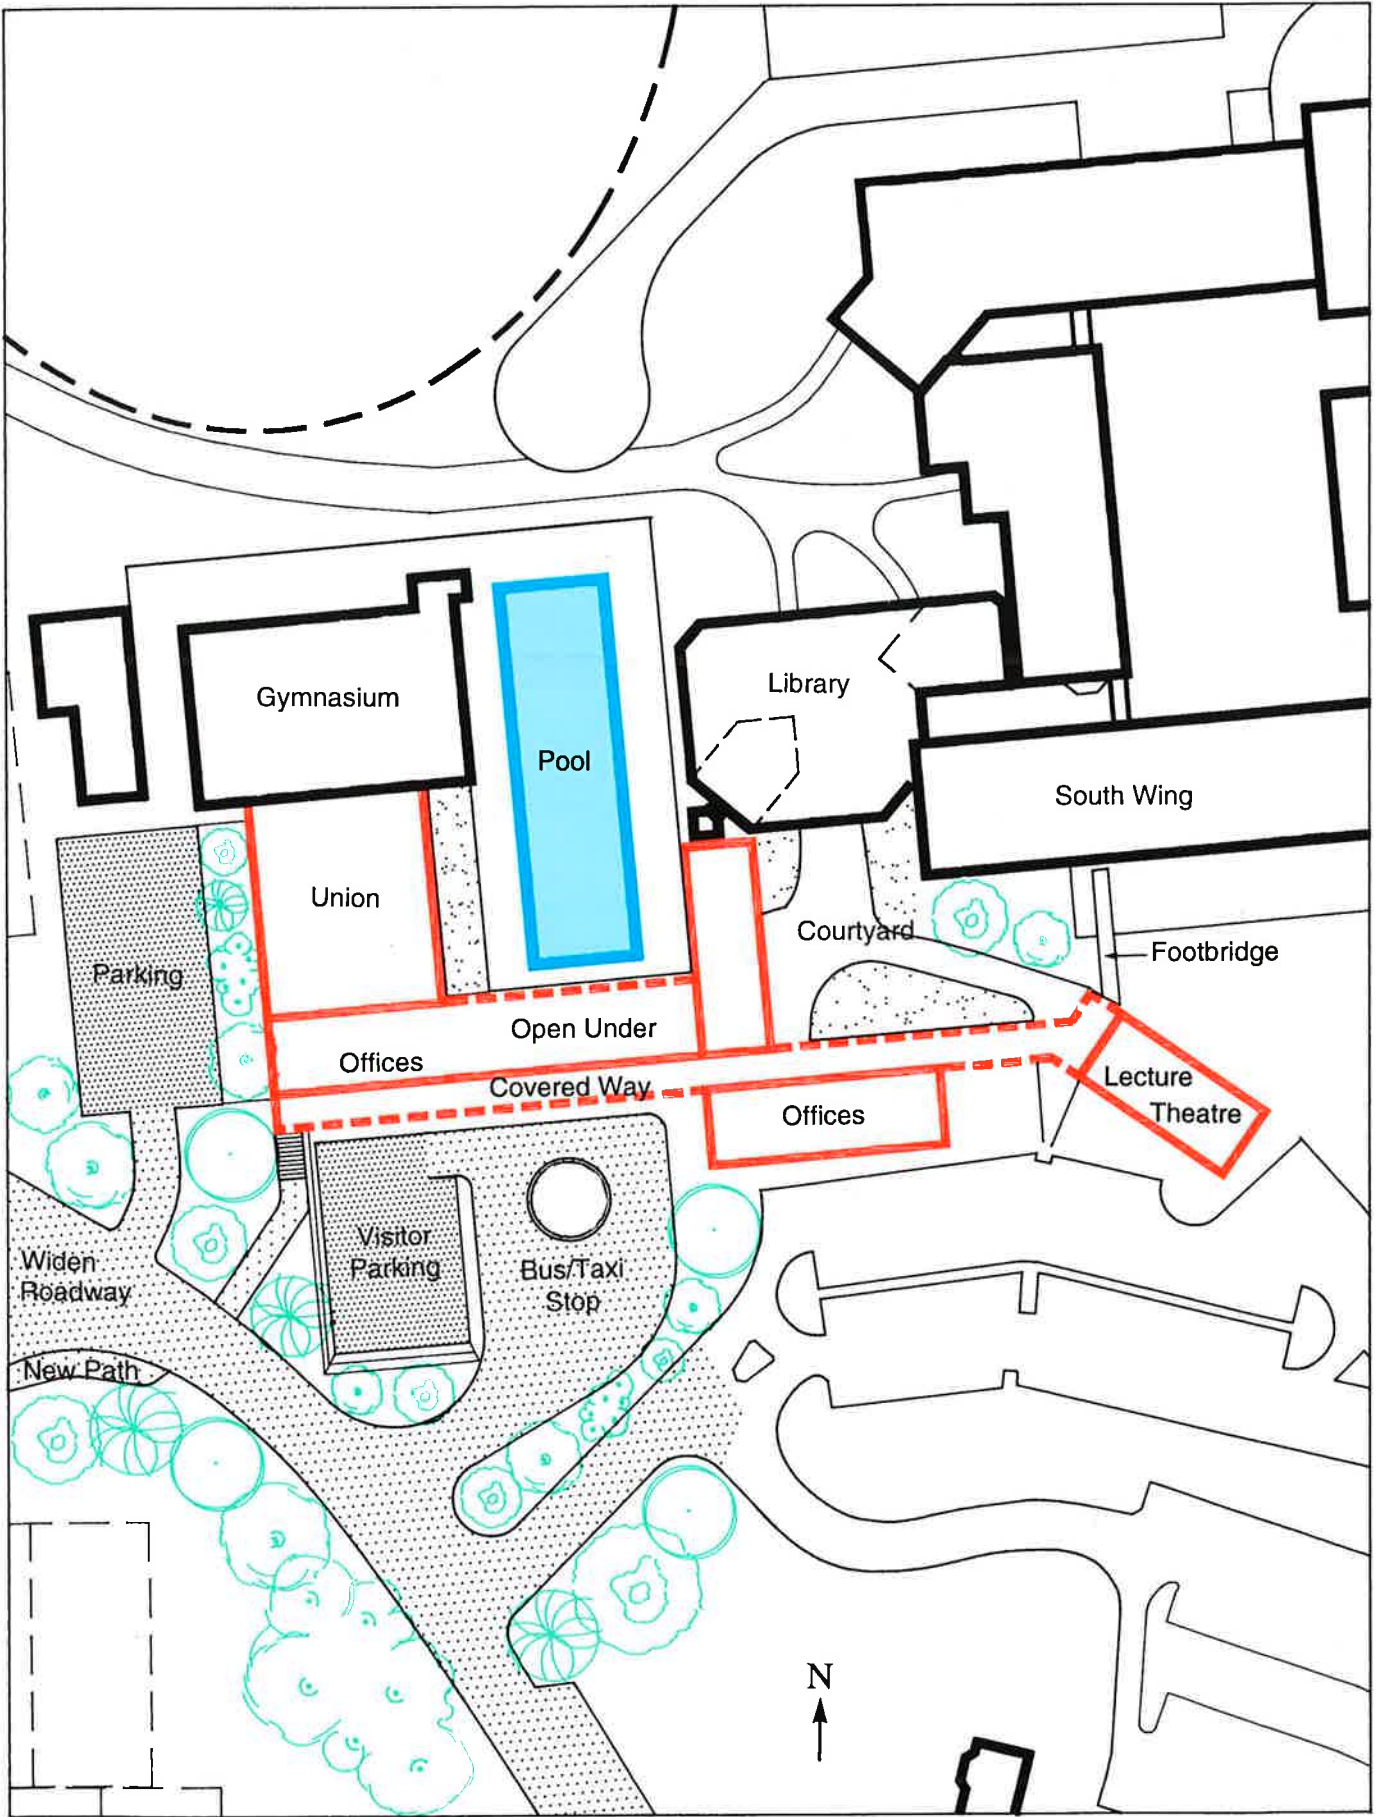 Gymnasium
Library
Pool
South Wing
Union
Courtyard
Footbridge
Parking
Open Under
Offices
Covered Way
Lecture
Theatre
Offices
Visitor
Parking
Widen
Roadway
Bus/Taxi
Stop
New Path
N